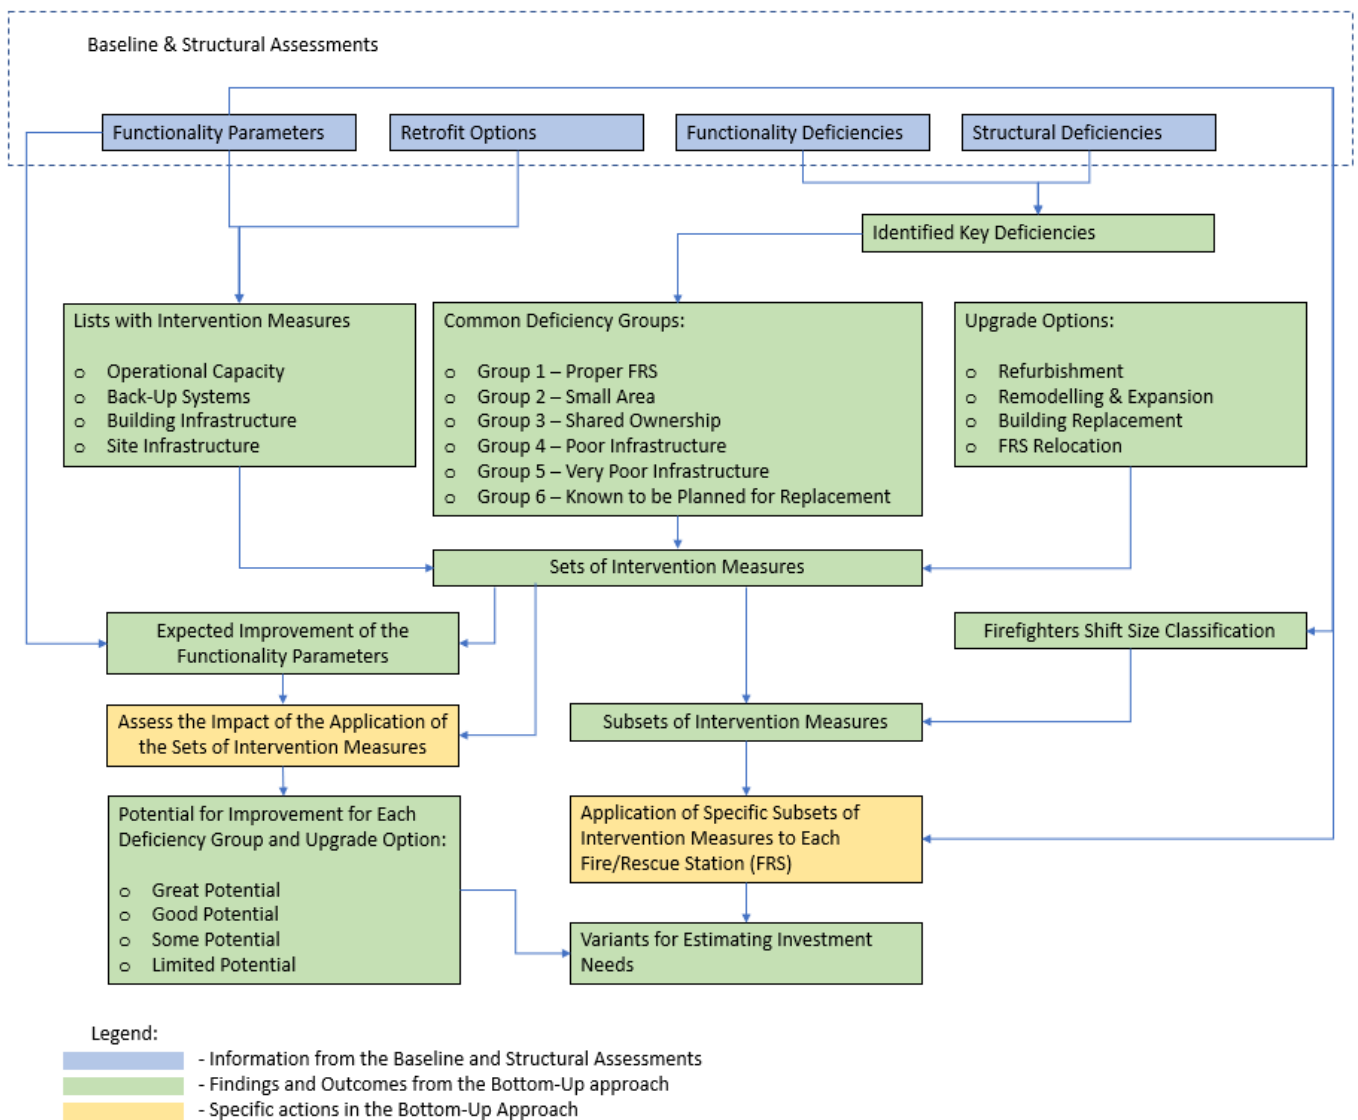 Baseline & Structural Assessments
Functionality Parameters
Retrofit Options
Functionality Deficiencies
Structural Deficiencies
Identified Key Deficiencies
Lists with Intervention Measures
o Operational Capacity
o Back-Up Systems
o Building Infrastructure
o Site Infrastructure
Common Deficiency Groups:
o Group 1 – Proper FRS
o Group 2 – Small Area
o Group 3 – Shared Ownership
o Group 4 – Poor Infrastructure
o Group 5 – Very Poor Infrastructure
o Group 6 – Known to be Planned for Replacement
Upgrade Options:
o Refurbishment
o Remodelling & Expansion
o Building Replacement
o FRS Relocation
Sets of Intervention Measures
Expected Improvement of the
Functionality Parameters
Firefighters Shift Size Classification
Assess the Impact of the Application of
the Sets of Intervention Measures
Subsets of Intervention Measures
Potential for Improvement for Each
Deficiency Group and Upgrade Option:
o Great Potential
o Good Potential
o Some Potential
o Limited Potential
Application of Specific Subsets of
Intervention Measures to Each
Fire/Rescue Station (FRS)
Variants for Estimating Investment
Needs
Legend:
- Information from the Baseline and Structural Assessments
- Findings and Outcomes from the Bottom-Up approach
- Specific actions in the Bottom-Up Approach